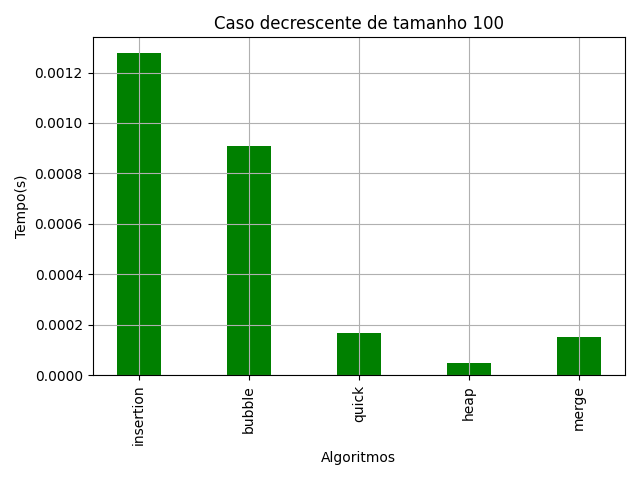 Caso decrescente de tamanho 100
Tempo(s)
0.0012
0.0010
0.0008
0.0006
0.0004
0.0002
0.0000
insertion
bubble
quick
heap
merge
Algoritmos